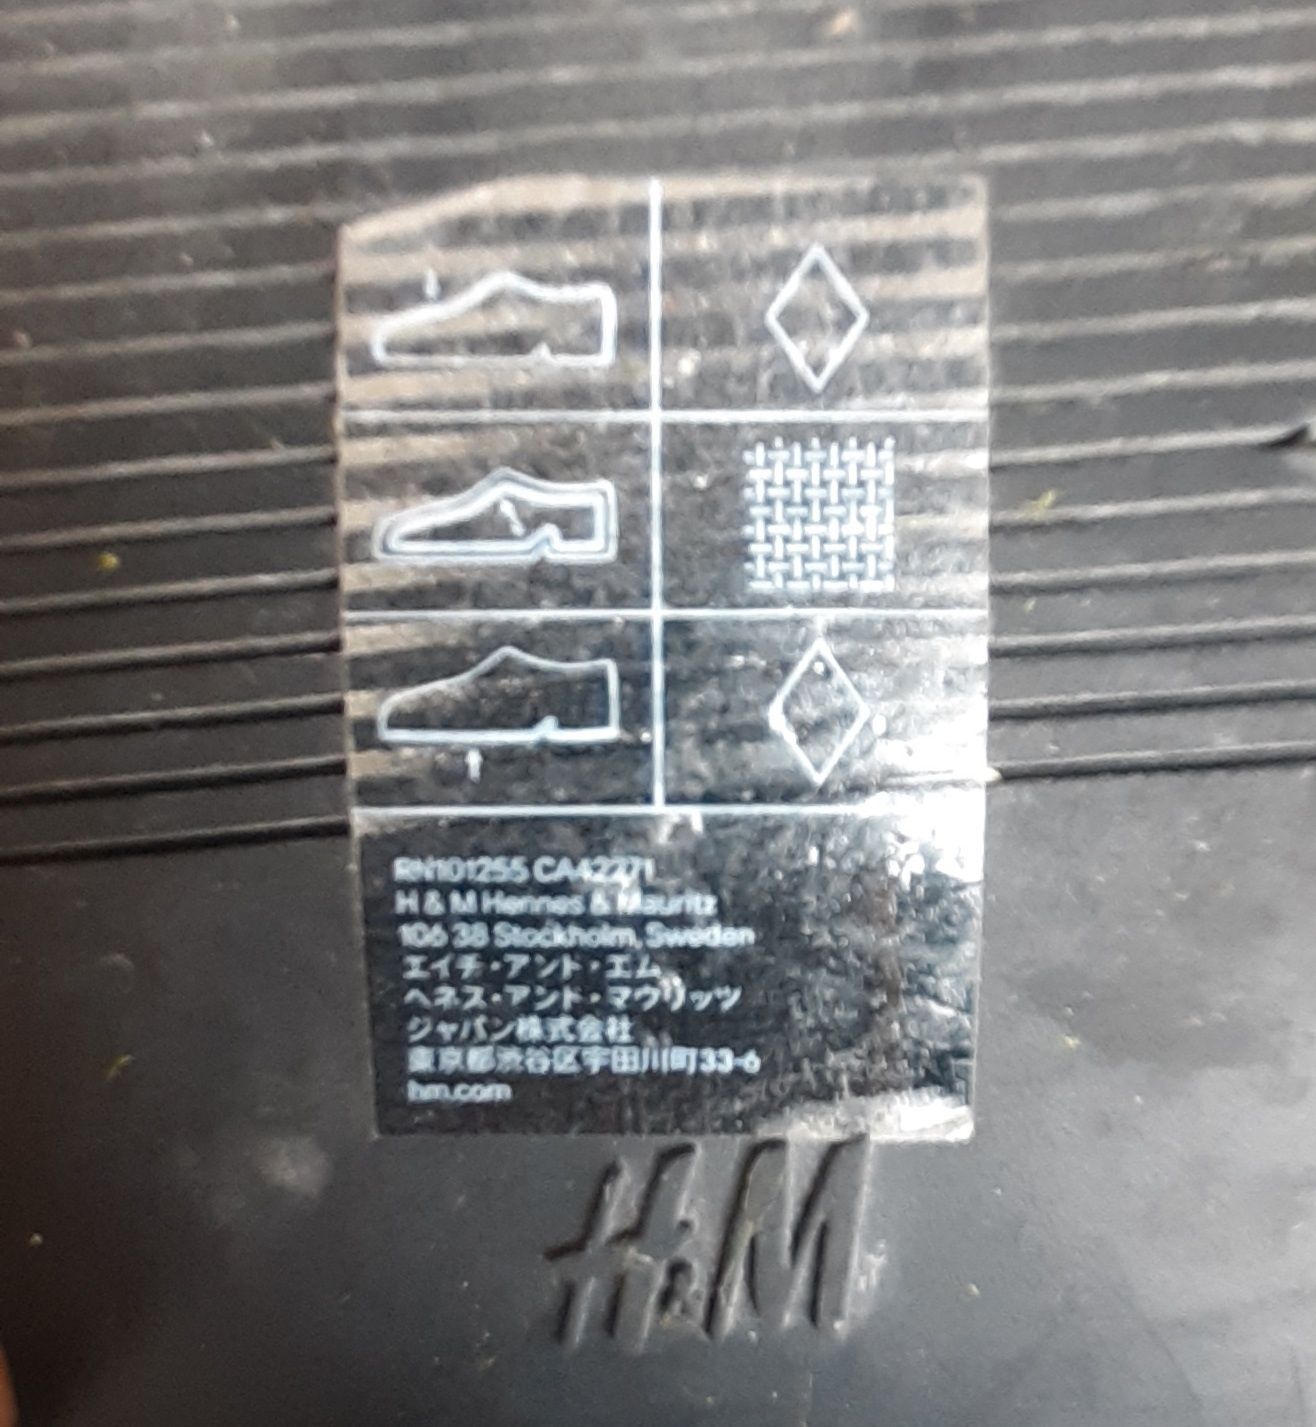 RN101255 CA42271
H & M Hennes & Mauritz
106 38 Stockholm, Sweden
エイチ・アンド・エム
ヘネス・アンド・マウリッツ
ジャパン株式会社
東京都渋谷区宇田川町33-6
hm.com
H&M